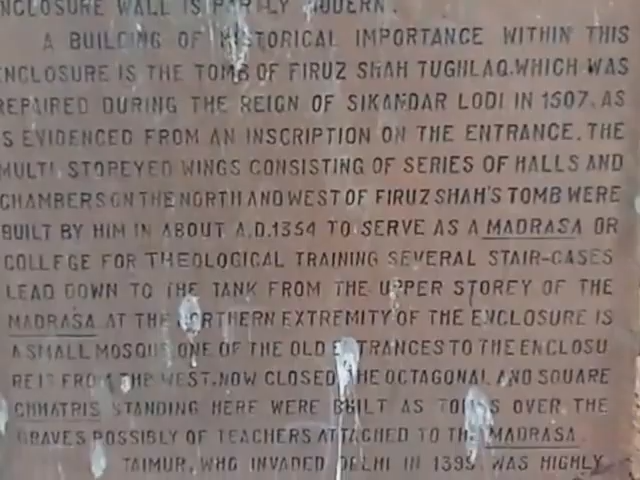 NCLOSURE WALL IS PARTLY MODERN.
A BUILDING OF HISTORICAL IMPORTANCE WITHIN THIS
NCLOSURE IS THE TOMB OF FIRUZ SHAH TUGHLAQ.WHICH WAS
REPAIRED DURING THE REIGN OF SIKANDAR LODI IN 1507. AS
S EVIDENCED FROM AN INSCRIPTION ON THE ENTRANCE. THE
MULTI STOREYED WINGS CONSISTING OF SERIES OF HALLS AND
CHAMBERS ON THE NORTH AND WEST OF FIRUZ SHAH'S TOMB WERE
BUILT BY HIM IN ABOUT A.D.1354 TO SERVE AS A MADRASA OR
COLLEGE FOR THEOLOGICAL TRAINING SEVERAL STAIR-CASES
LEAD DOWN TO THE TANK FROM THE UPPER STOREY OF THE
MADRASA AT THE NORTHERN EXTREMITY OF THE ENCLOSURE IS
A SMALL MOSQUE ONE OF THE OLD ENTRANCES TO THE ENCLOSU
RE IS FROM THE WEST.NOW CLOSED THE OCTAGONAL AND SQUARE
CHHATRIS STANDING HERE WERE BUILT AS TOMBS OVER THE
GRAVES POSSIBLY OF TEACHERS ATTACHED TO THE MADRASA
TAIMUR, WHO INVADED DELHI IN 1398 WAS HIGHLY